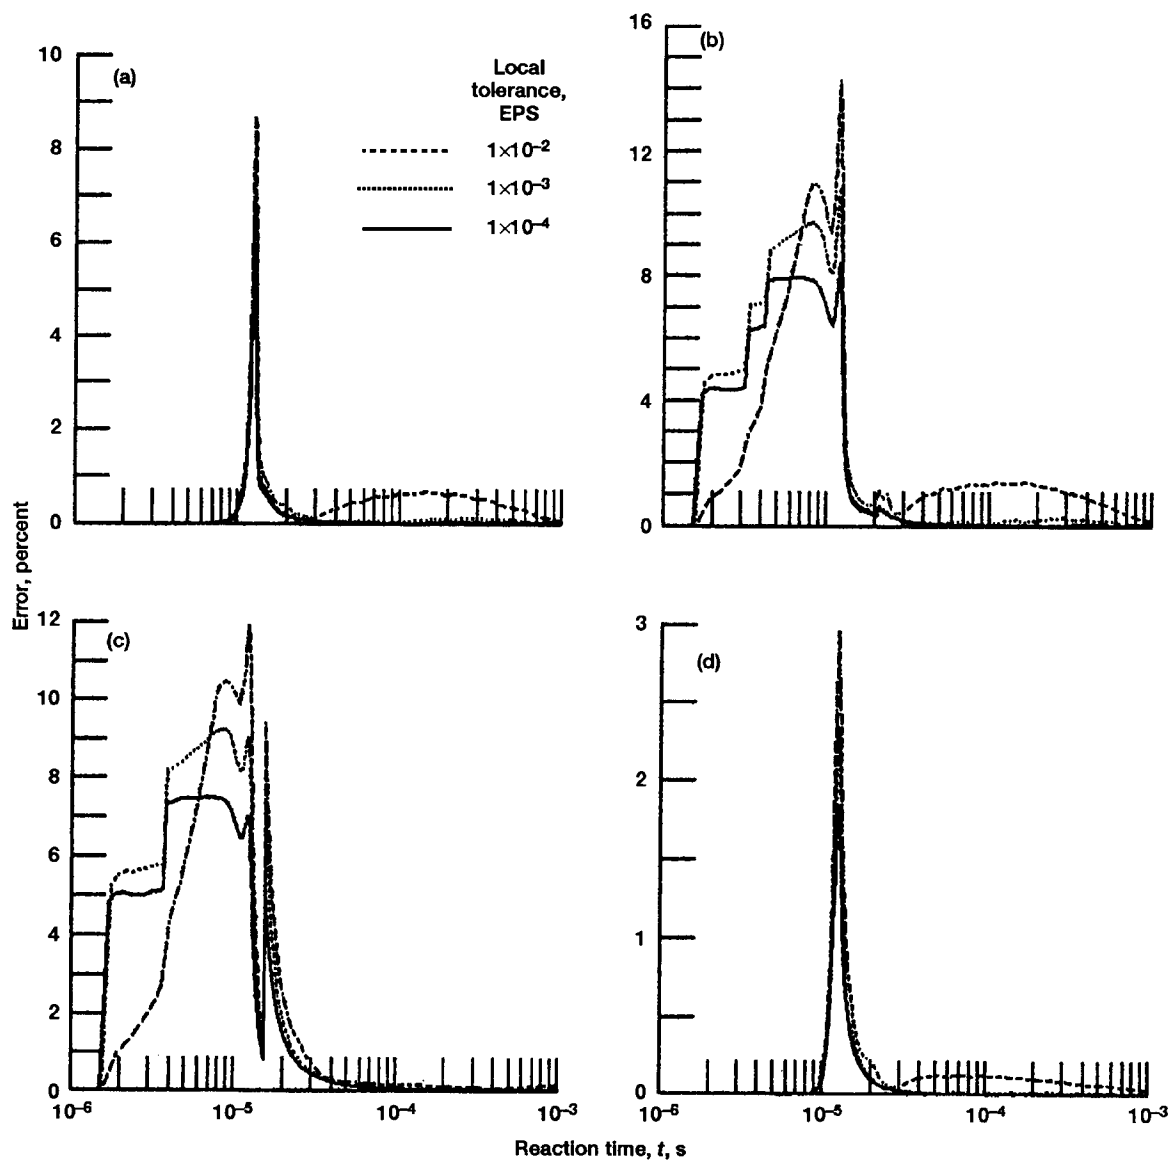 10
8
6
4
2
0
(a)
Local
tolerance,
EPS
1×10⁻²
1×10⁻³
1×10⁻⁴
16
12
8
4
0
(b)
Error, percent
12
10
8
6
4
2
0
(c)
10⁻⁶ 10⁻⁵ 10⁻⁴ 10⁻³
3
2
1
0
(d)
10⁻⁶ 10⁻⁵ 10⁻⁴ 10⁻³
Reaction time, t, s